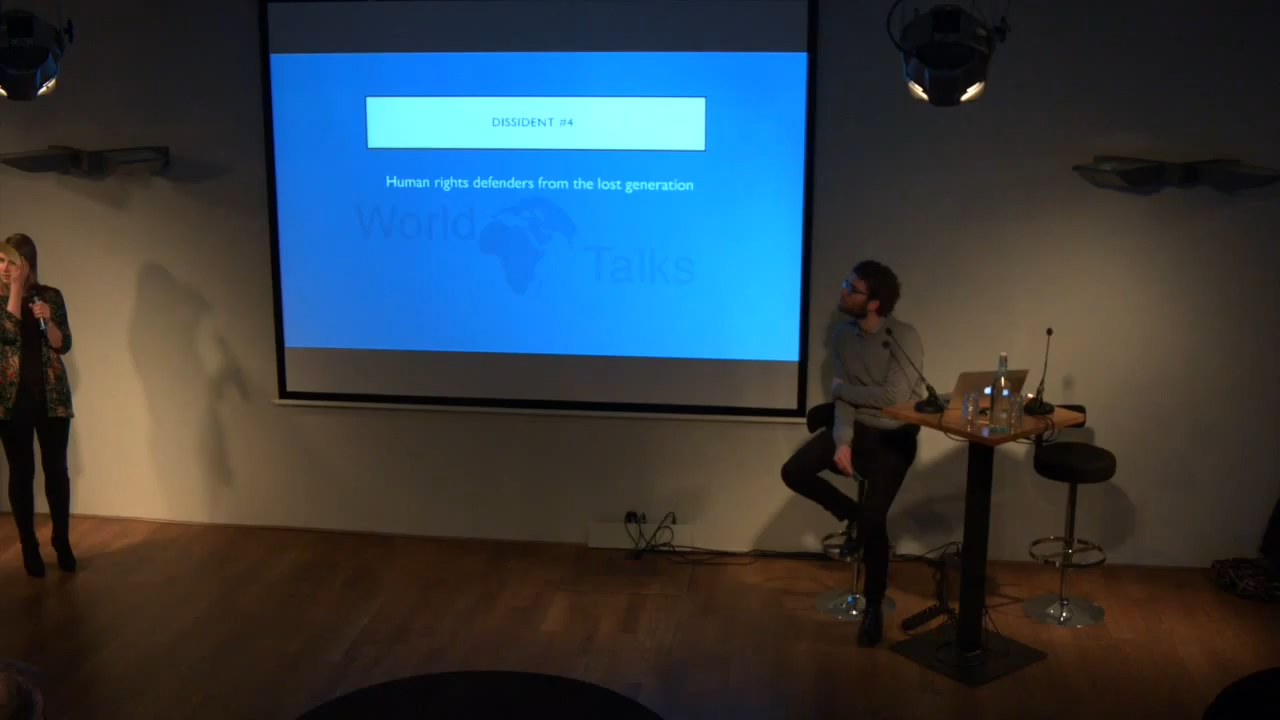 DISSIDENT #4
Human rights defenders from the lost generation
World
Talks